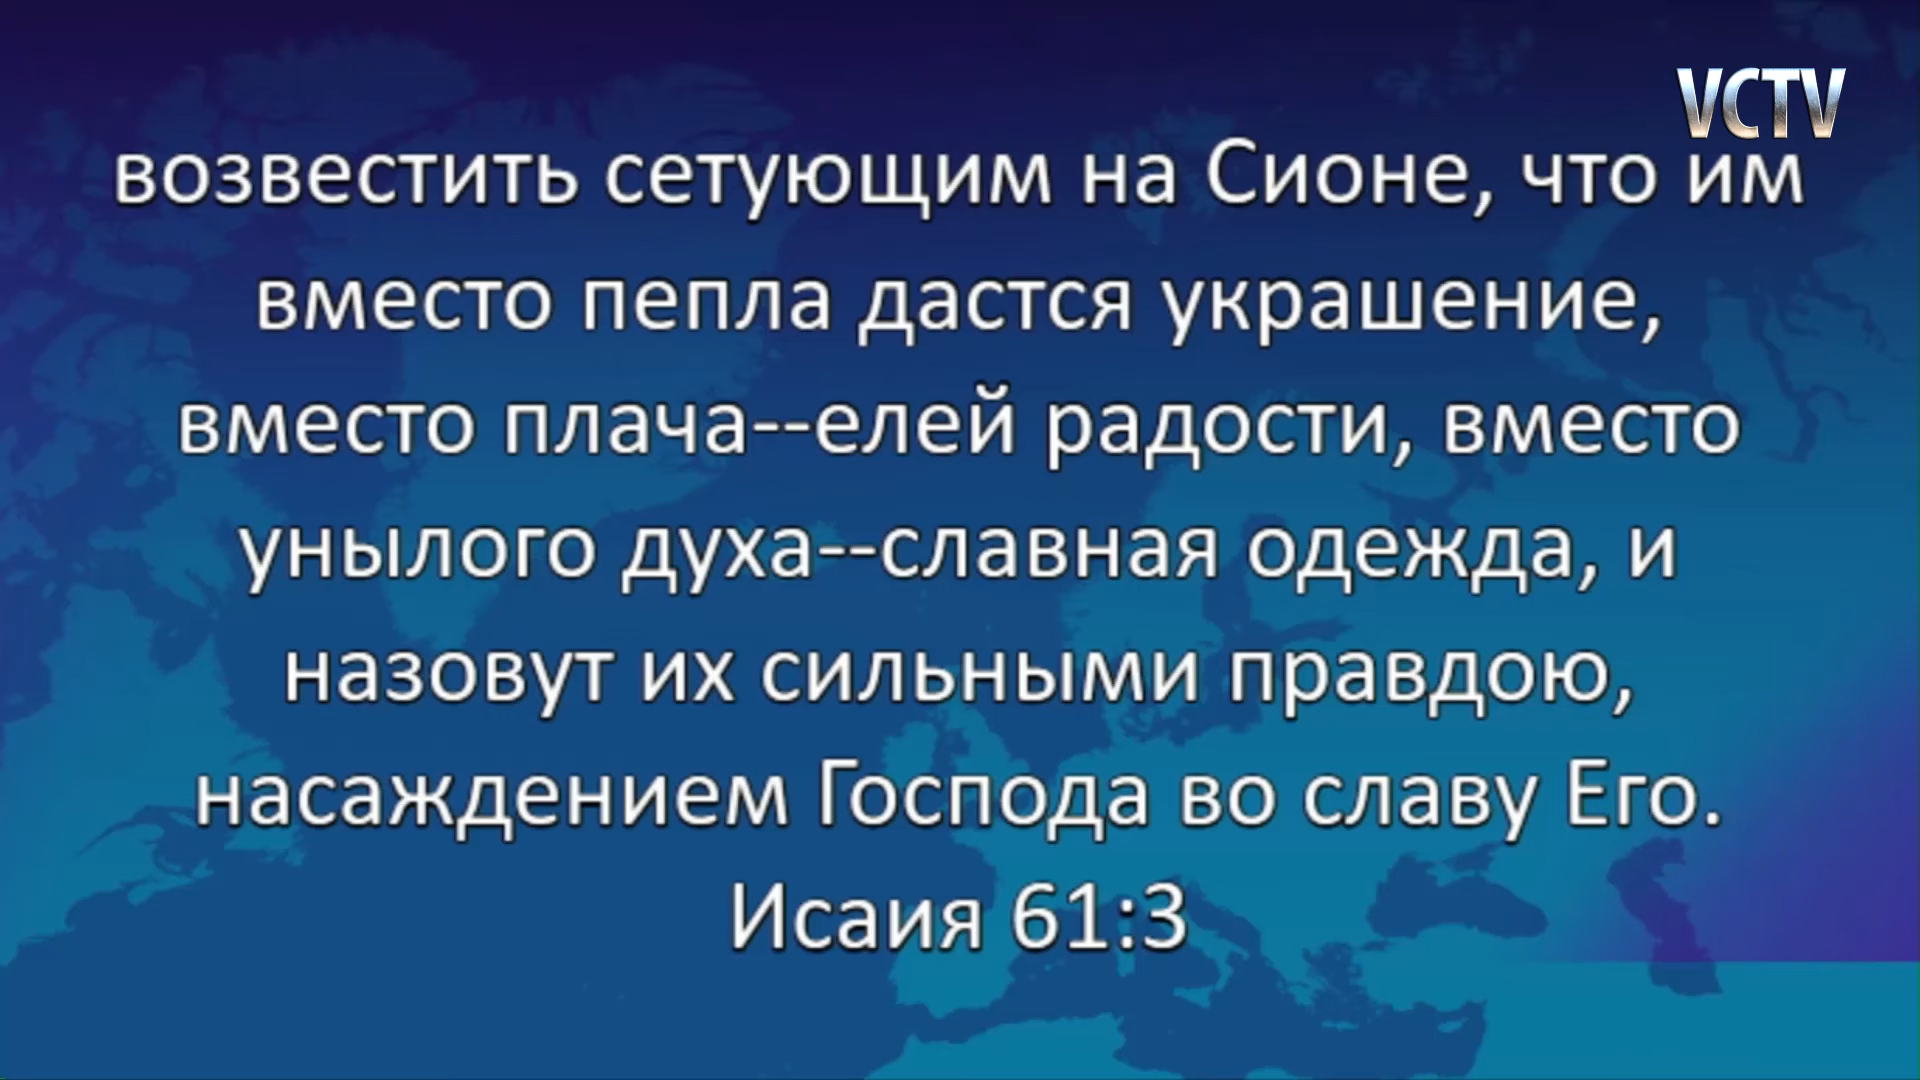 VCTV
возвестить сетующим на Сионе, что им
вместо пепла дастся украшение,
вместо плача--елей радости, вместо
унылого духа--славная одежда, и
назовут их сильными правдою,
насаждением Господа во славу Его.
Исаия 61:3